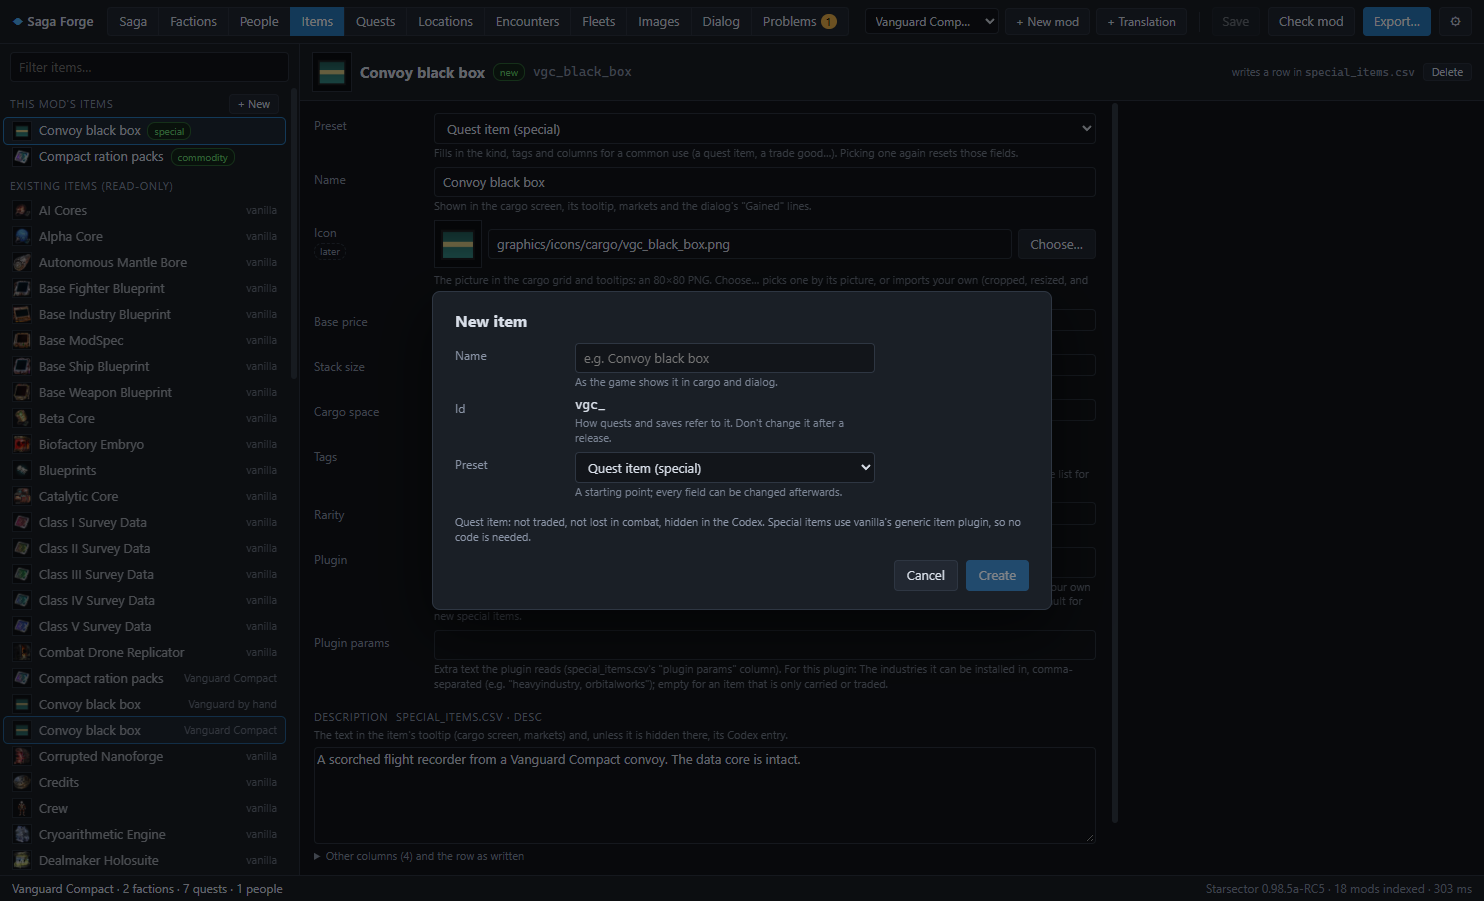 Saga Forge
Saga
Factions
People
Items
Quests
Locations
Encounters
Fleets
Images
Dialog
Problems 1
Vanguard Comp...
+ New mod
+ Translation
Save
Check mod
Export...
Filter items...
THIS MOD'S ITEMS
+ New
Convoy black box special
Compact ration packs commodity
EXISTING ITEMS (READ-ONLY)
AI Cores vanilla
Alpha Core vanilla
Autonomous Mantle Bore vanilla
Base Fighter Blueprint vanilla
Base Industry Blueprint vanilla
Base ModSpec vanilla
Base Ship Blueprint vanilla
Base Weapon Blueprint vanilla
Beta Core vanilla
Biofactory Embryo vanilla
Blueprints vanilla
Catalytic Core vanilla
Class I Survey Data vanilla
Class II Survey Data vanilla
Class III Survey Data vanilla
Class IV Survey Data vanilla
Class V Survey Data vanilla
Combat Drone Replicator vanilla
Compact ration packs Vanguard Compact
Convoy black box Vanguard by hand
Convoy black box Vanguard Compact
Corrupted Nanoforge vanilla
Credits vanilla
Crew vanilla
Cryoarithmetic Engine vanilla
Dealmaker Holosuite vanilla
Convoy black box new vgc_black_box
writes a row in special_items.csv
Delete
Preset
Quest item (special)
Fills in the kind, tags and columns for a common use (a quest item, a trade good...). Picking one again resets those fields.
Name
Convoy black box
Shown in the cargo screen, its tooltip, markets and the dialog's "Gained" lines.
Icon
later
graphics/icons/cargo/vgc_black_box.png
Choose...
The picture in the cargo grid and tooltips: an 80×80 PNG. Choose... picks one by its picture, or imports your own (cropped, resized, and
Base price
Stack size
Cargo space
Tags
e list for
Rarity
Plugin
our own
ult for
new special items.
Plugin params
Extra text the plugin reads (special_items.csv's "plugin params" column). For this plugin: The industries it can be installed in, comma-
separated (e.g. "heavyindustry, orbitalworks"); empty for an item that is only carried or traded.
DESCRIPTION SPECIAL_ITEMS.CSV · DESC
The text in the item's tooltip (cargo screen, markets) and, unless it is hidden there, its Codex entry.
A scorched flight recorder from a Vanguard Compact convoy. The data core is intact.
Other columns (4) and the row as written
New item
Name
e.g. Convoy black box
As the game shows it in cargo and dialog.
Id
vgc_
How quests and saves refer to it. Don't change it after a
release.
Preset
Quest item (special)
A starting point; every field can be changed afterwards.
Quest item: not traded, not lost in combat, hidden in the Codex. Special items use vanilla's generic item plugin, so no
code is needed.
Cancel
Create
Vanguard Compact · 2 factions · 7 quests · 1 people
Starsector 0.98.5a-RC5 · 18 mods indexed · 303 ms